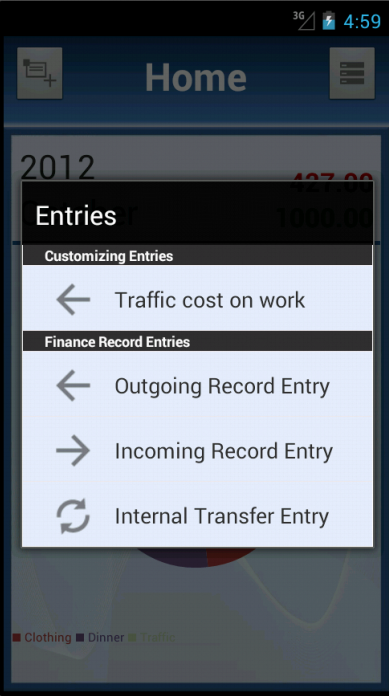 3G 4:59
Home
2012
427.00
1000.00
Entries
Customizing Entries
Traffic cost on work
Finance Record Entries
Outgoing Record Entry
Incoming Record Entry
Internal Transfer Entry
Clothing Dinner Traffic